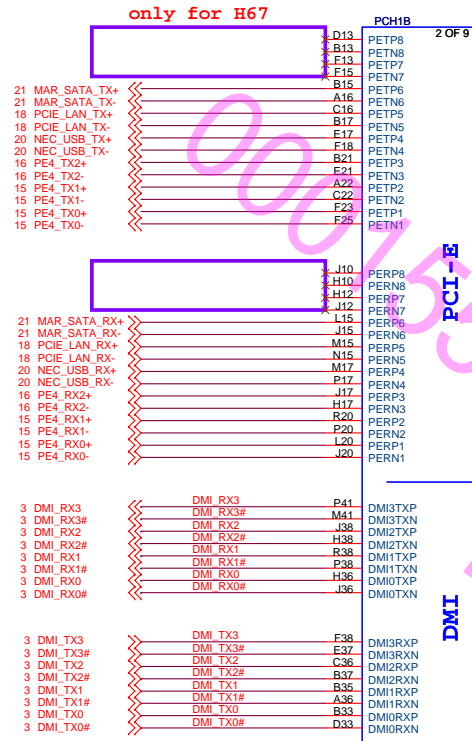 only for H67
PCH1B
2 OF 9
D13 PETP8
B13 PETN8
F13 PETP7
F15 PETN7
21 MAR_SATA_TX+ B15 PETP6
21 MAR_SATA_TX- A16 PETN6
18 PCIE_LAN_TX+ C16 PETP5
18 PCIE_LAN_TX- B17 PETN5
20 NEC_USB_TX+ E17 PETP4
20 NEC_USB_TX- F18 PETN4
16 PE4_TX2+ B21 PETP3
16 PE4_TX2- E21 PETN3
15 PE4_TX1+ A22 PETP2
15 PE4_TX1- C22 PETN2
15 PE4_TX0+ F23 PETP1
15 PE4_TX0- F25 PETN1
PCI-E
J10 PERP8
H10 PERN8
H12 PERP7
J12 PERN7
21 MAR_SATA_RX+ L15 PERP6
21 MAR_SATA_RX- J15 PERN6
18 PCIE_LAN_RX+ M15 PERP5
18 PCIE_LAN_RX- N15 PERN5
20 NEC_USB_RX+ M17 PERP4
20 NEC_USB_RX- P17 PERN4
16 PE4_RX2+ J17 PERP3
16 PE4_RX2- H17 PERN3
15 PE4_RX1+ R20 PERP2
15 PE4_RX1- P20 PERN2
15 PE4_RX0+ L20 PERP1
15 PE4_RX0- J20 PERN1
3 DMI_RX3 DMI_RX3 P41 DMI3TXP
3 DMI_RX3# DMI_RX3# M41 DMI3TXN
3 DMI_RX2 DMI_RX2 J38 DMI2TXP
3 DMI_RX2# DMI_RX2# H38 DMI2TXN
3 DMI_RX1 DMI_RX1 R38 DMI1TXP
3 DMI_RX1# DMI_RX1# P38 DMI1TXN
3 DMI_RX0 DMI_RX0 H36 DMI0TXP
3 DMI_RX0# DMI_RX0# J36 DMI0TXN
DMI
3 DMI_TX3 DMI_TX3 F38 DMI3RXP
3 DMI_TX3# DMI_TX3# E37 DMI3RXN
3 DMI_TX2 DMI_TX2 C36 DMI2RXP
3 DMI_TX2# DMI_TX2# B37 DMI2RXN
3 DMI_TX1 DMI_TX1 B35 DMI1RXP
3 DMI_TX1# DMI_TX1# A36 DMI1RXN
3 DMI_TX0 DMI_TX0 B33 DMI0RXP
3 DMI_TX0# DMI_TX0# D33 DMI0RXN